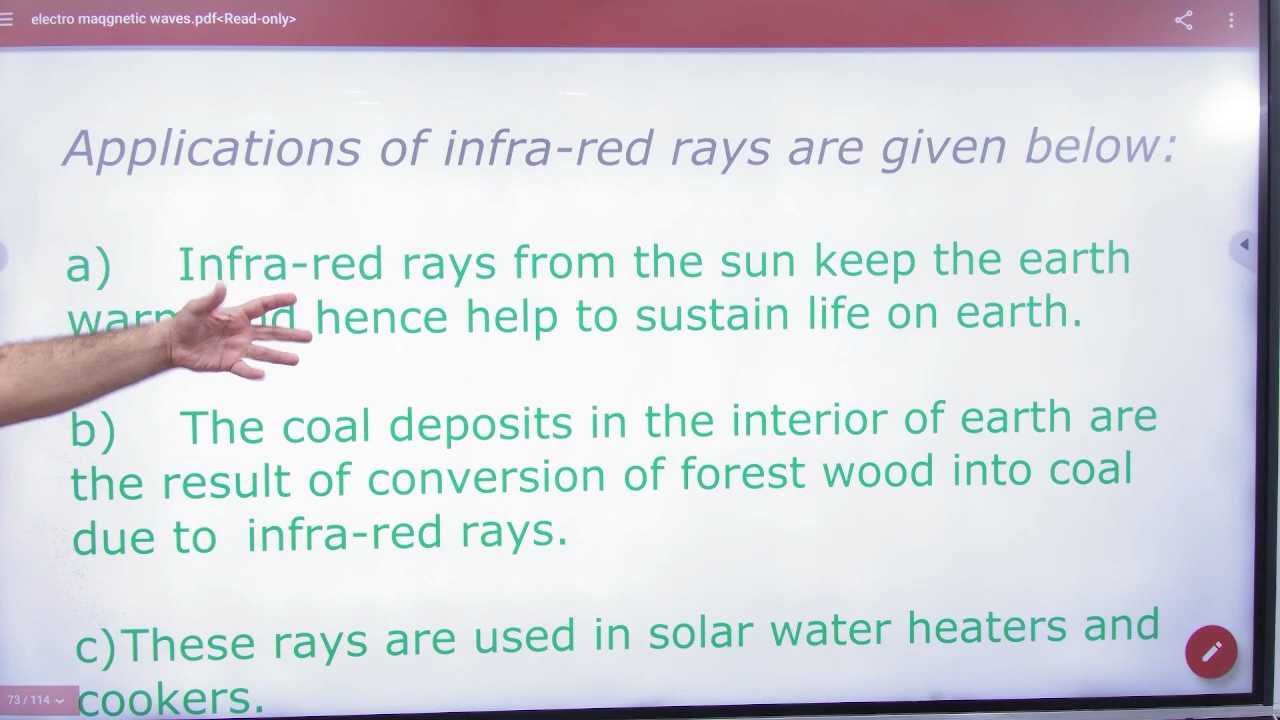 electro maqgnetic waves.pdf<Read-only>
Applications of infra-red rays are given below:
a) Infra-red rays from the sun keep the earth
hence help to sustain life on earth.
b) The coal deposits in the interior of earth are
the result of conversion of forest wood into coal
due to infra-red rays.
c)These rays are used in solar water heaters and
cookers.
73/114